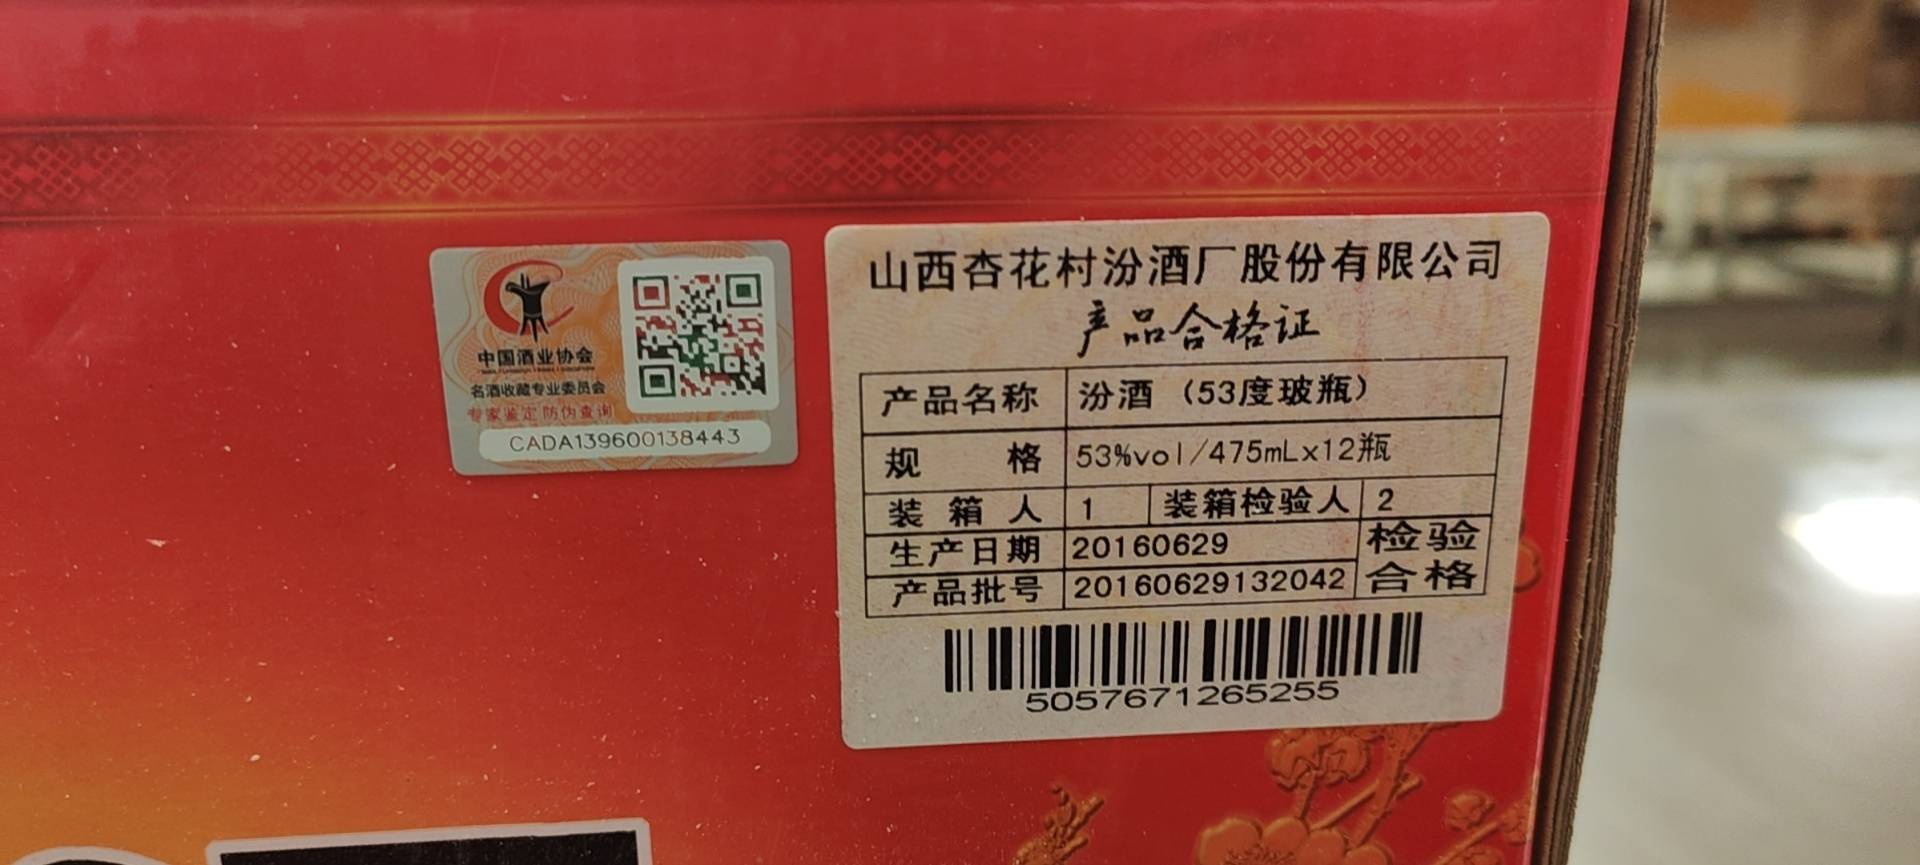 中国酒业协会
名酒收藏专业委员会
专家鉴定 防伪查询
CADA139600138443
山西杏花村汾酒厂股份有限公司
产品合格证
产品名称 汾酒（53度玻瓶）
规格 53%vol/475mLx12瓶
装箱人 1 装箱检验人 2
生产日期 20160629 检验
产品批号 20160629132042 合格
5057671265255